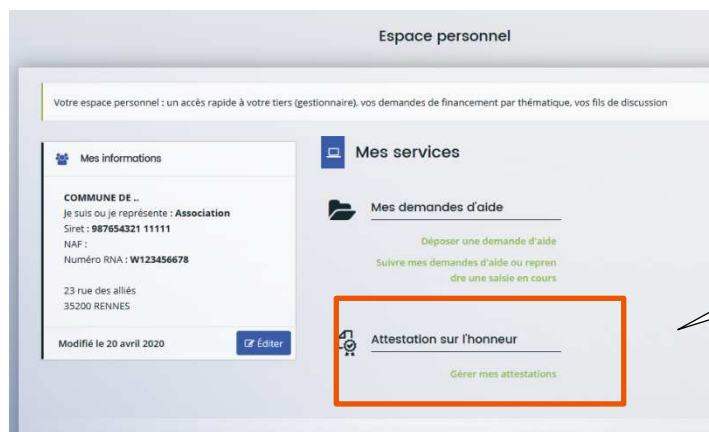 Espace personnel
Votre espace personnel : un accès rapide à votre tiers (gestionnaire), vos demandes de financement par thématique, vos fils de discussion
Mes informations
COMMUNE DE ..
Je suis ou je représente : Association
Siret : 987654321 11111
NAF :
Numéro RNA : W123456678
23 rue des alliés
35200 RENNES
Modifié le 20 avril 2020
Éditer
Mes services
Mes demandes d'aide
Déposer une demande d'aide
Suivre mes demandes d'aide ou repren
dre une salsie en cours
Attestation sur l'honneur
Gérer mes attestations